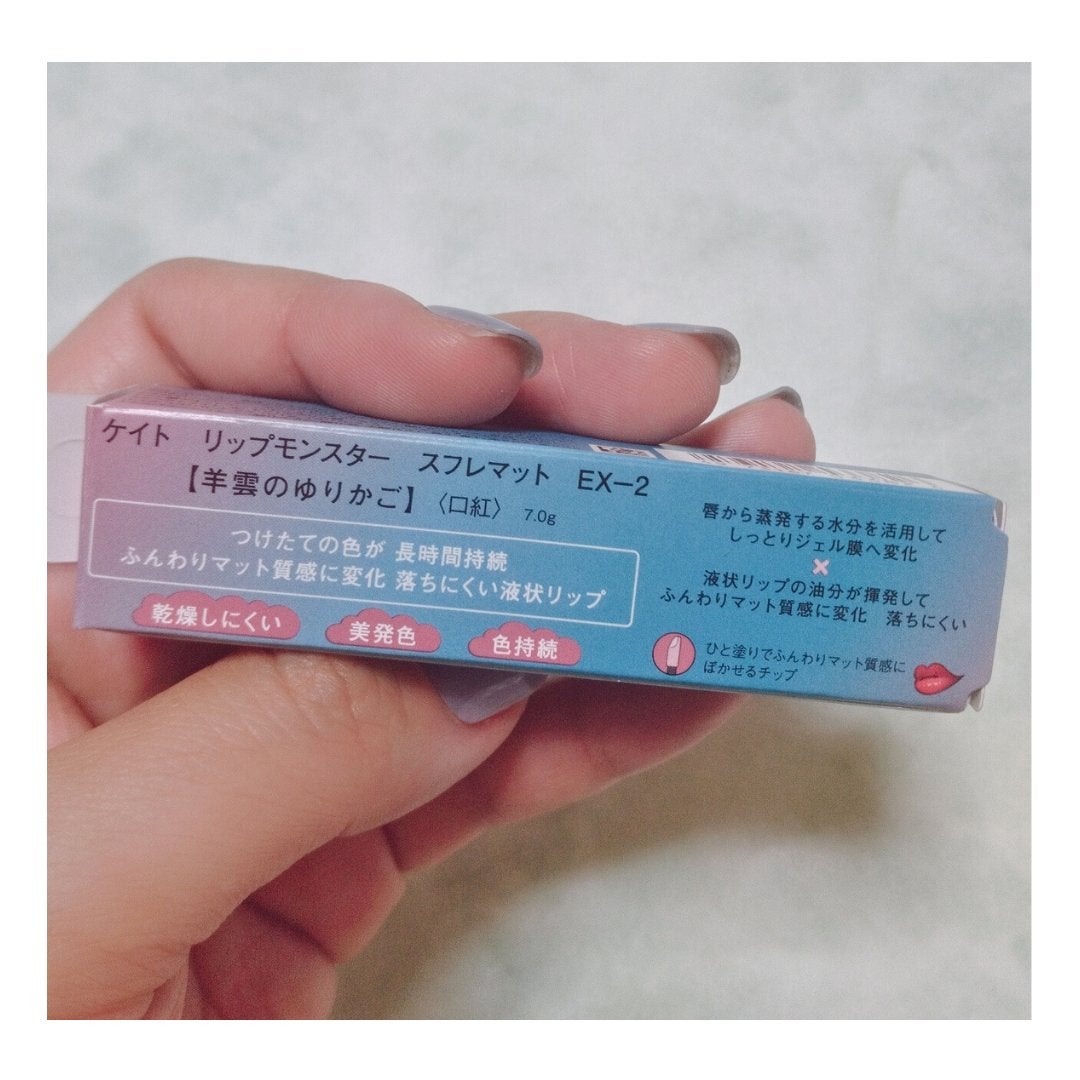 ケイト　リップモンスター　スフレマット　EX－2
【羊雲のゆりかご】〈口紅〉 7.0g
つけたての色が 長時間持続
ふんわりマット質感に変化 落ちにくい液状リップ
乾燥しにくい 美発色 色持続
唇から蒸発する水分を活用して
しっとりジェル膜へ変化
×
液状リップの油分が揮発して
ふんわりマット質感に変化　落ちにくい
ひと塗りでふんわりマット質感に
ぼかせるチップ